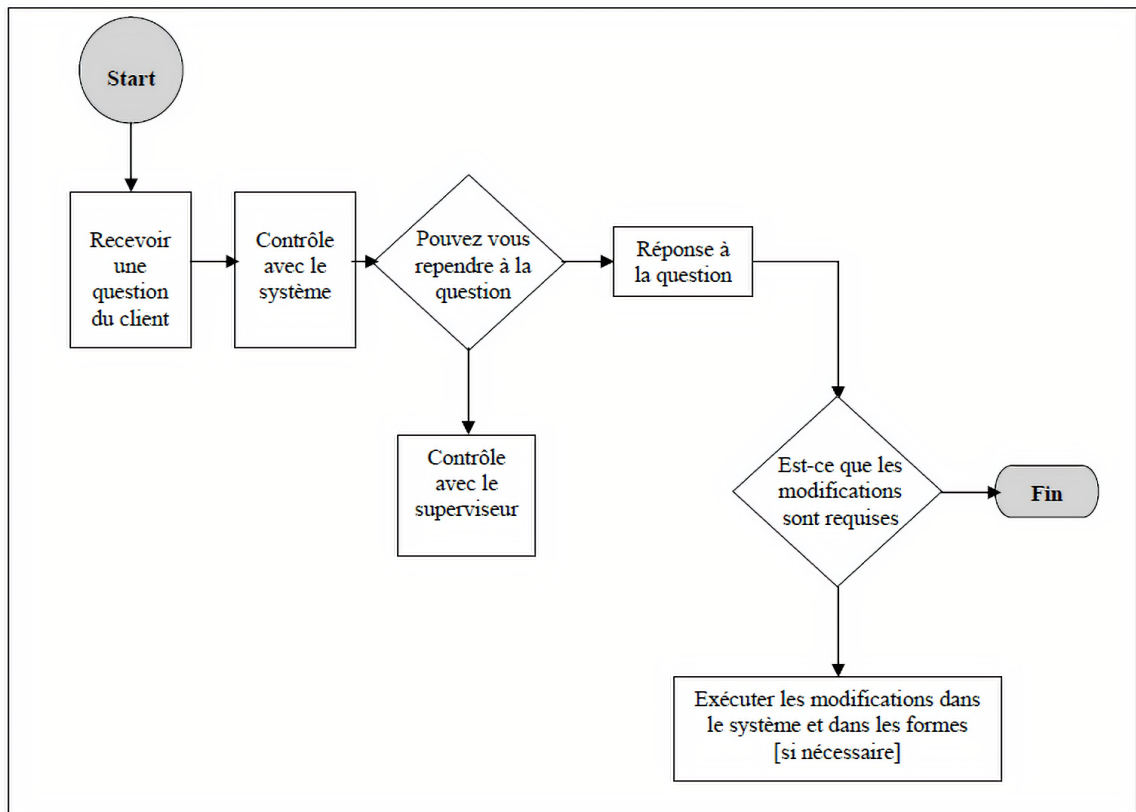 Start
Recevoir
une
question
du client
Contrôle
avec le
système
Pouvez vous
rependre à la
question
Réponse à
la question
Contrôle
avec le
superviseur
Est-ce que les
modifications
sont requises
Fin
Exécuter les modifications dans
le système et dans les formes
[si nécessaire]